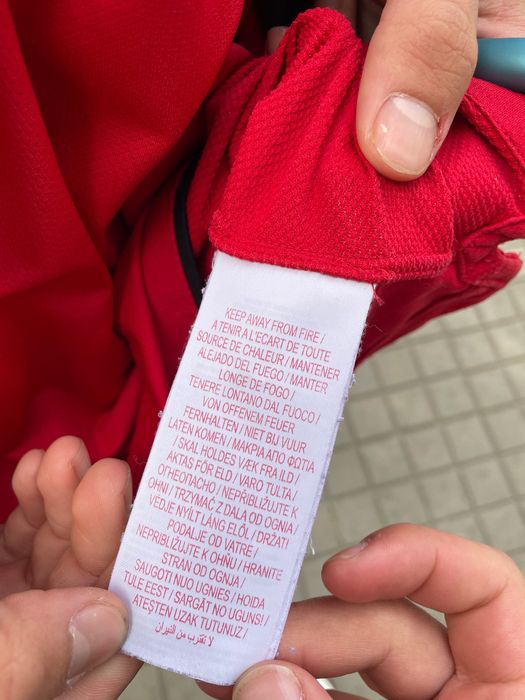 KEEP AWAY FROM FIRE /
A TENIR A L'ECART DE TOUTE
SOURCE DE CHALEUR / MANTENER
ALEJADO DEL FUEGO / MANTER
LONGE DE FOGO /
TENERE LONTANO DAL FUOCO /
VON OFFENEM FEUER
FERNHALTEN / NIET BIJ VUUR
LATEN KOMEN / ΜΑΚΡΙΑ ΑΠΟ ΦΩΤΙΑ
/ SKAL HOLDES VÆK FRA ILD /
AKTAS FÖR ELD / VARO TULTA /
ОГНЕОПАСНО / NEPŘIBLIŽUJTE K
OHNI / TRZYMAĆ Z DALA OD OGNIA /
VÉDJE NYÍLT LÁNG ELŐL / DRŽATI
PODALJE OD VATRE /
NEPRIBLIŽUJTE K OHŇU / HRANITE
STRAN OD OGNJA /
SAUGOTI NUO UGNIES / HOIDA
TULE EEST / SARGĀT NO UGUNS! /
ATEŞTEN UZAK TUTUNUZ /
لا تقترب من النيران